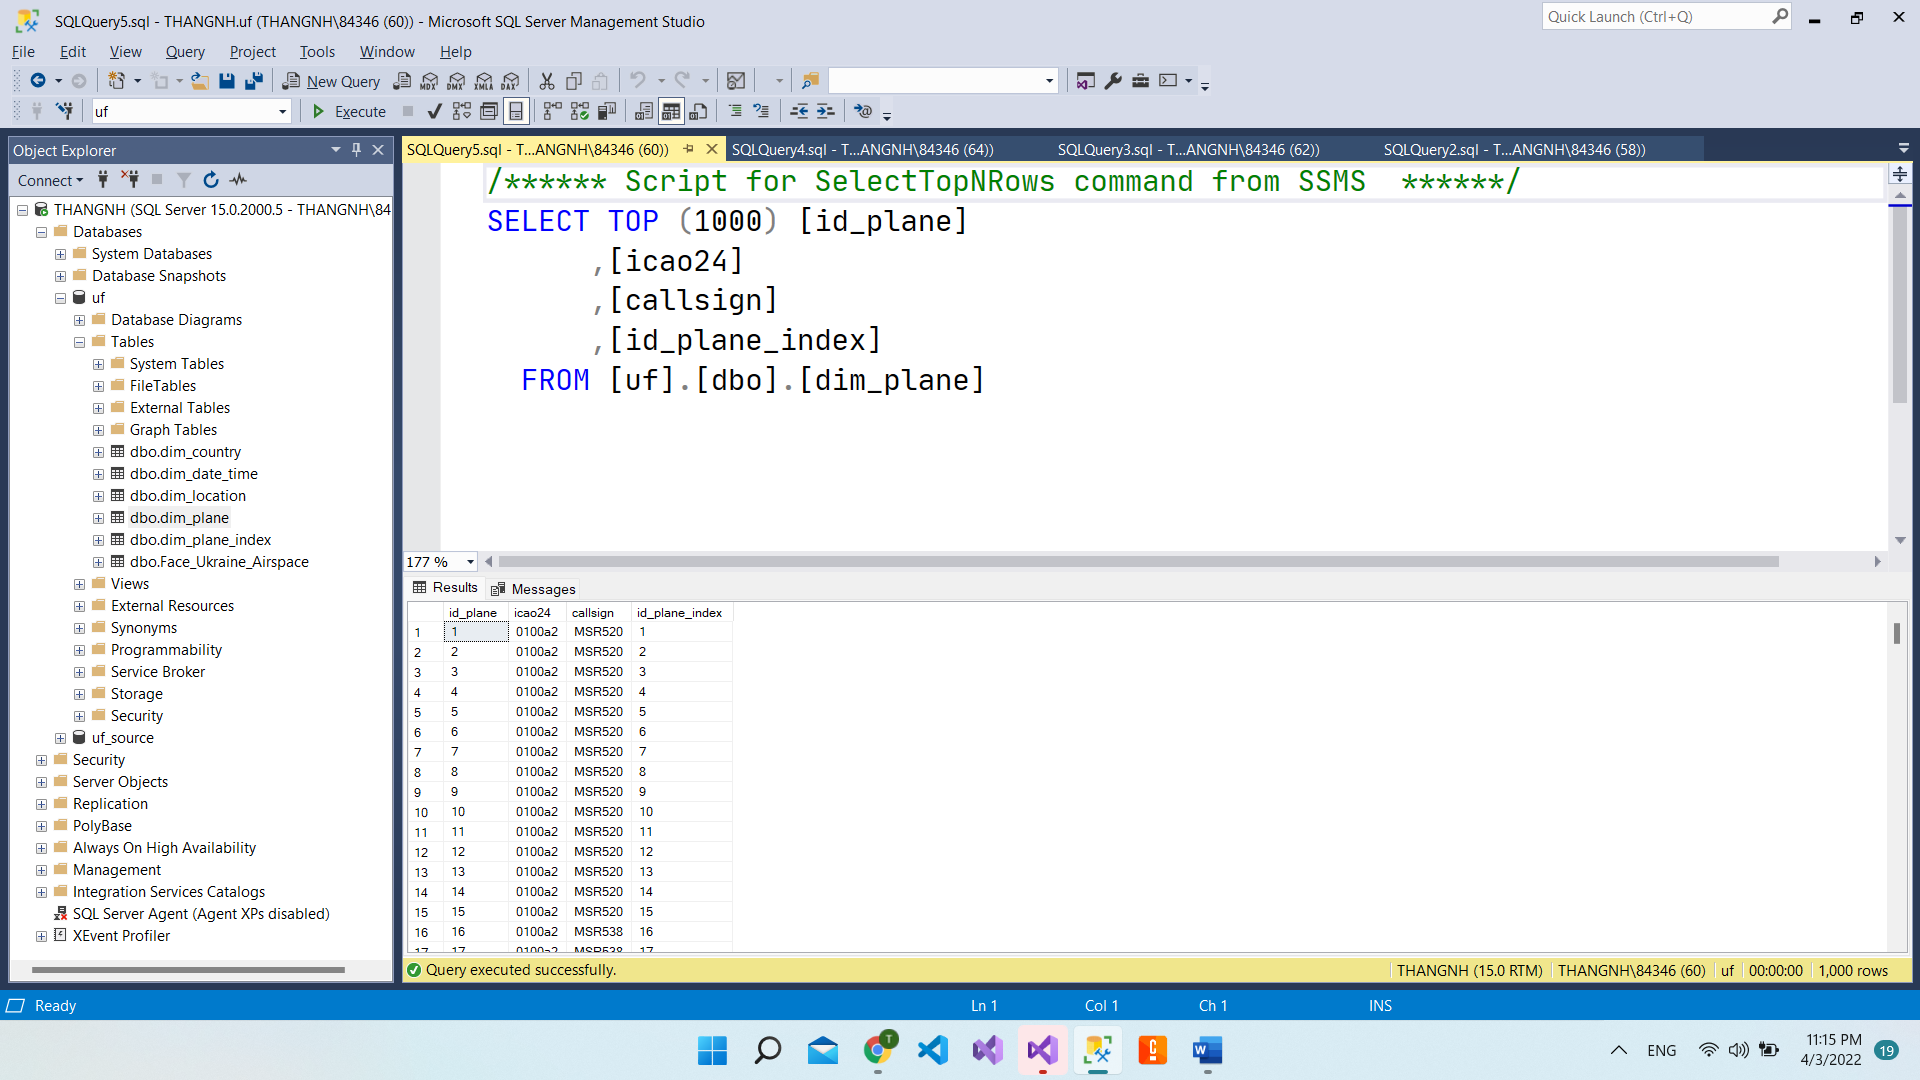 SQLQuery5.sql - THANGNH.uf (THANGNH\84346 (60)) - Microsoft SQL Server Management Studio
Quick Launch (Ctrl+Q)
File Edit View Query Project Tools Window Help
New Query MDX DMX XMLA DAX
uf Execute
Object Explorer
SQLQuery5.sql - T...ANGNH\84346 (60)) SQLQuery4.sql - T...ANGNH\84346 (64)) SQLQuery3.sql - T...ANGNH\84346 (62)) SQLQuery2.sql - T...ANGNH\84346 (58))
Connect
THANGNH (SQL Server 15.0.2000.5 - THANGNH\84
Databases
System Databases
Database Snapshots
uf
Database Diagrams
Tables
System Tables
FileTables
External Tables
Graph Tables
dbo.dim_country
dbo.dim_date_time
dbo.dim_location
dbo.dim_plane
dbo.dim_plane_index
dbo.Face_Ukraine_Airspace
Views
External Resources
Synonyms
Programmability
Service Broker
Storage
Security
uf_source
Security
Server Objects
Replication
PolyBase
Always On High Availability
Management
Integration Services Catalogs
SQL Server Agent (Agent XPs disabled)
XEvent Profiler
/****** Script for SelectTopNRows command from SSMS ******/
SELECT TOP (1000) [id_plane]
,[icao24]
,[callsign]
,[id_plane_index]
FROM [uf].[dbo].[dim_plane]
177 %
Results Messages
id_plane icao24 callsign id_plane_index
1 1 0100a2 MSR520 1
2 2 0100a2 MSR520 2
3 3 0100a2 MSR520 3
4 4 0100a2 MSR520 4
5 5 0100a2 MSR520 5
6 6 0100a2 MSR520 6
7 7 0100a2 MSR520 7
8 8 0100a2 MSR520 8
9 9 0100a2 MSR520 9
10 10 0100a2 MSR520 10
11 11 0100a2 MSR520 11
12 12 0100a2 MSR520 12
13 13 0100a2 MSR520 13
14 14 0100a2 MSR520 14
15 15 0100a2 MSR520 15
16 16 0100a2 MSR538 16
17 17 0100a2 MSR538 17
Query executed successfully. THANGNH (15.0 RTM) THANGNH\84346 (60) uf 00:00:00 1,000 rows
Ready Ln 1 Col 1 Ch 1 INS
T
ENG 11:15 PM
4/3/2022 19